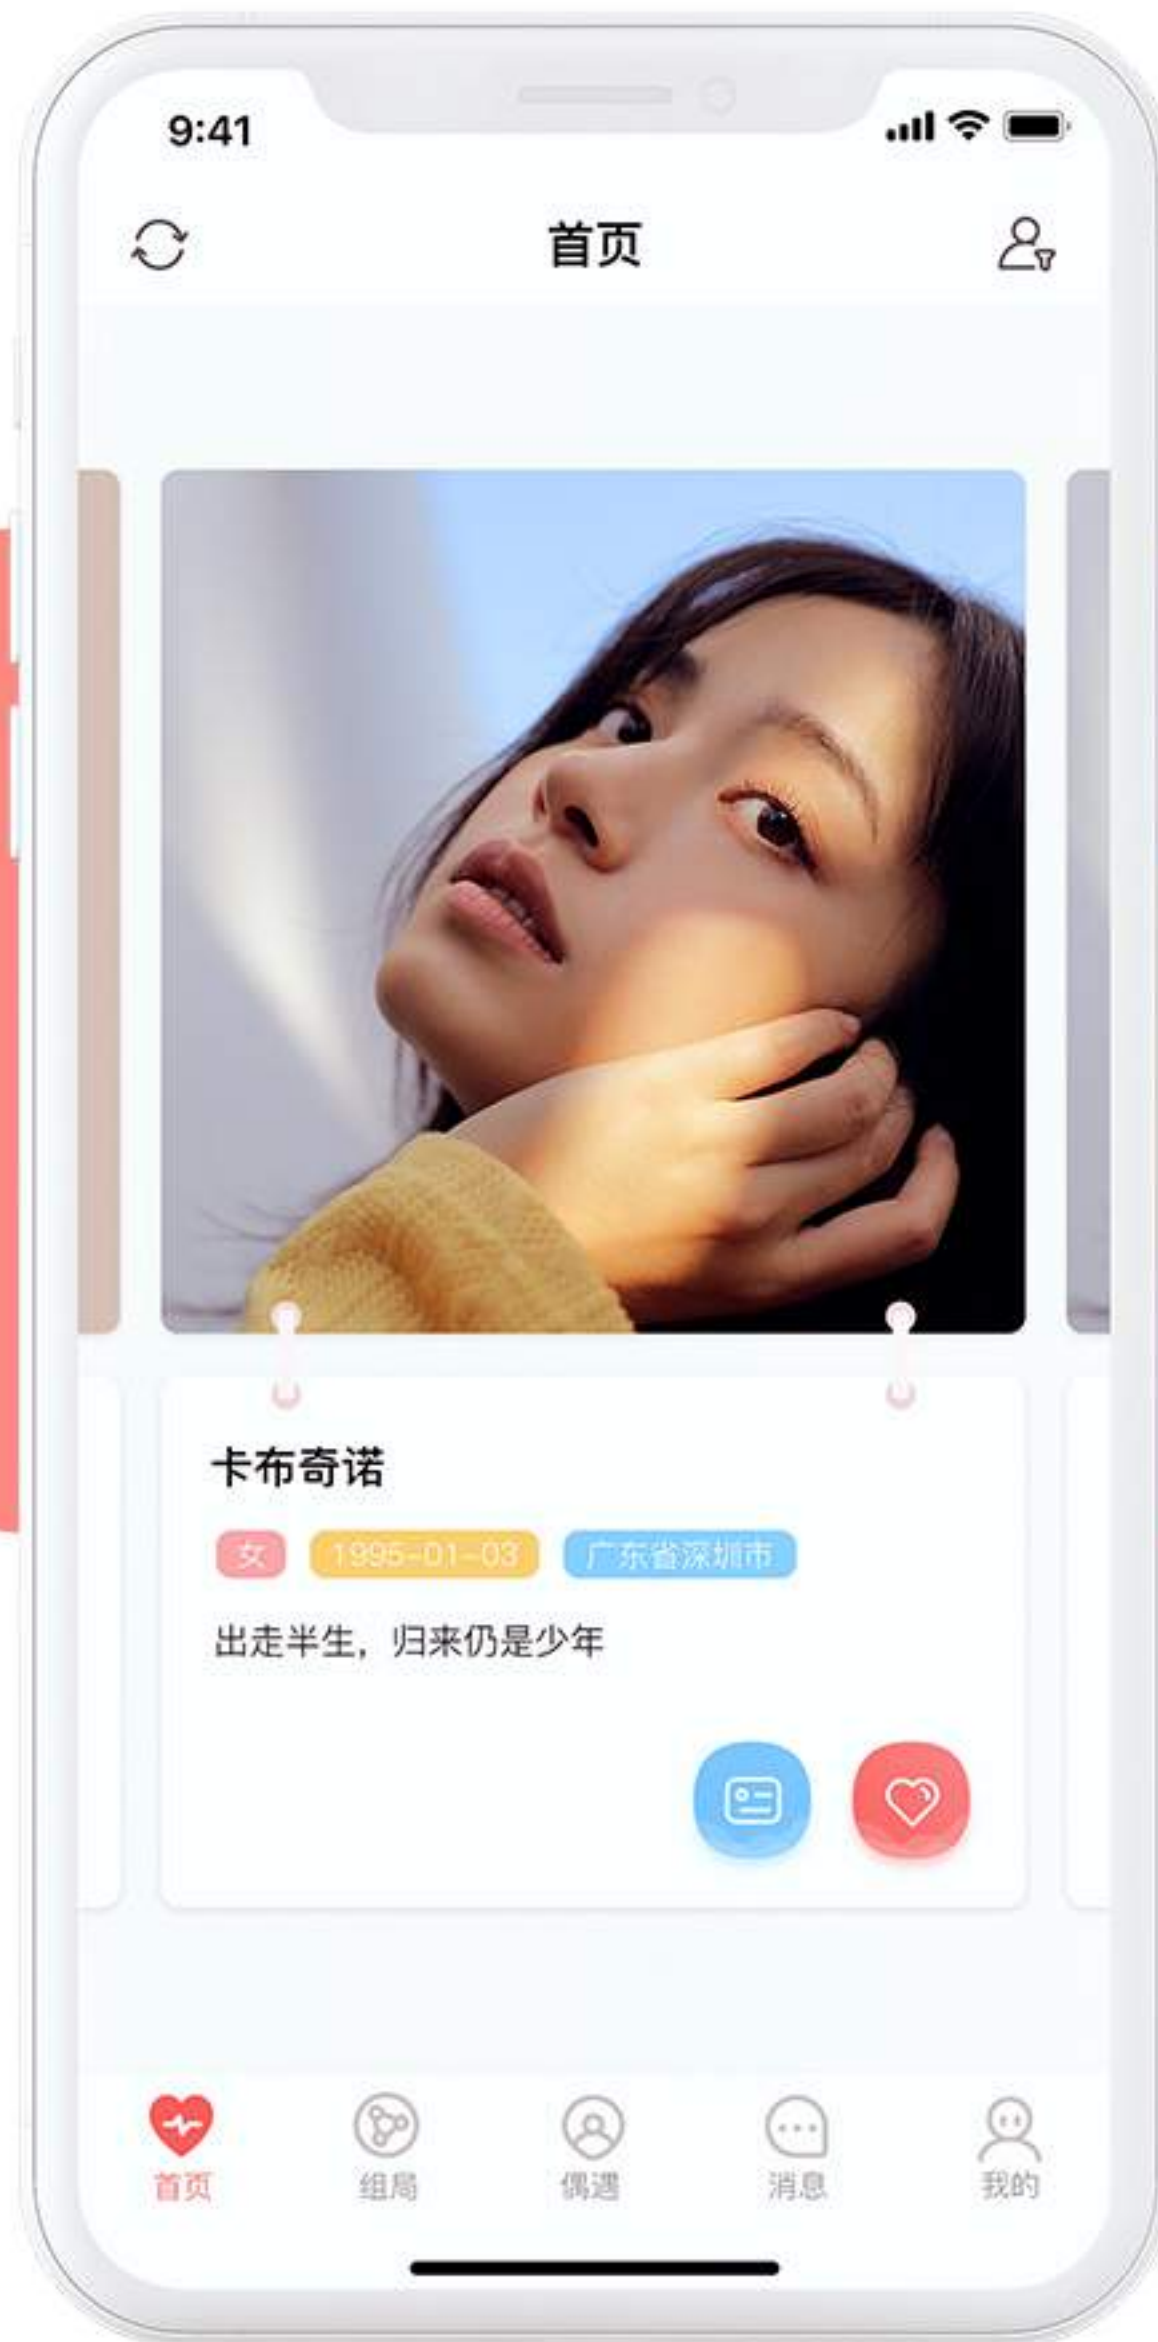 9:41
首页
卡布奇诺
女 1995-01-03 广东省深圳市
出走半生，归来仍是少年
首页 组局 偶遇 消息 我的